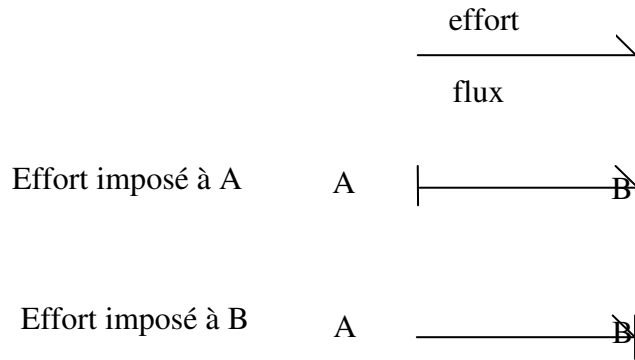 effort
flux
Effort imposé à A A B
Effort imposé à B A B